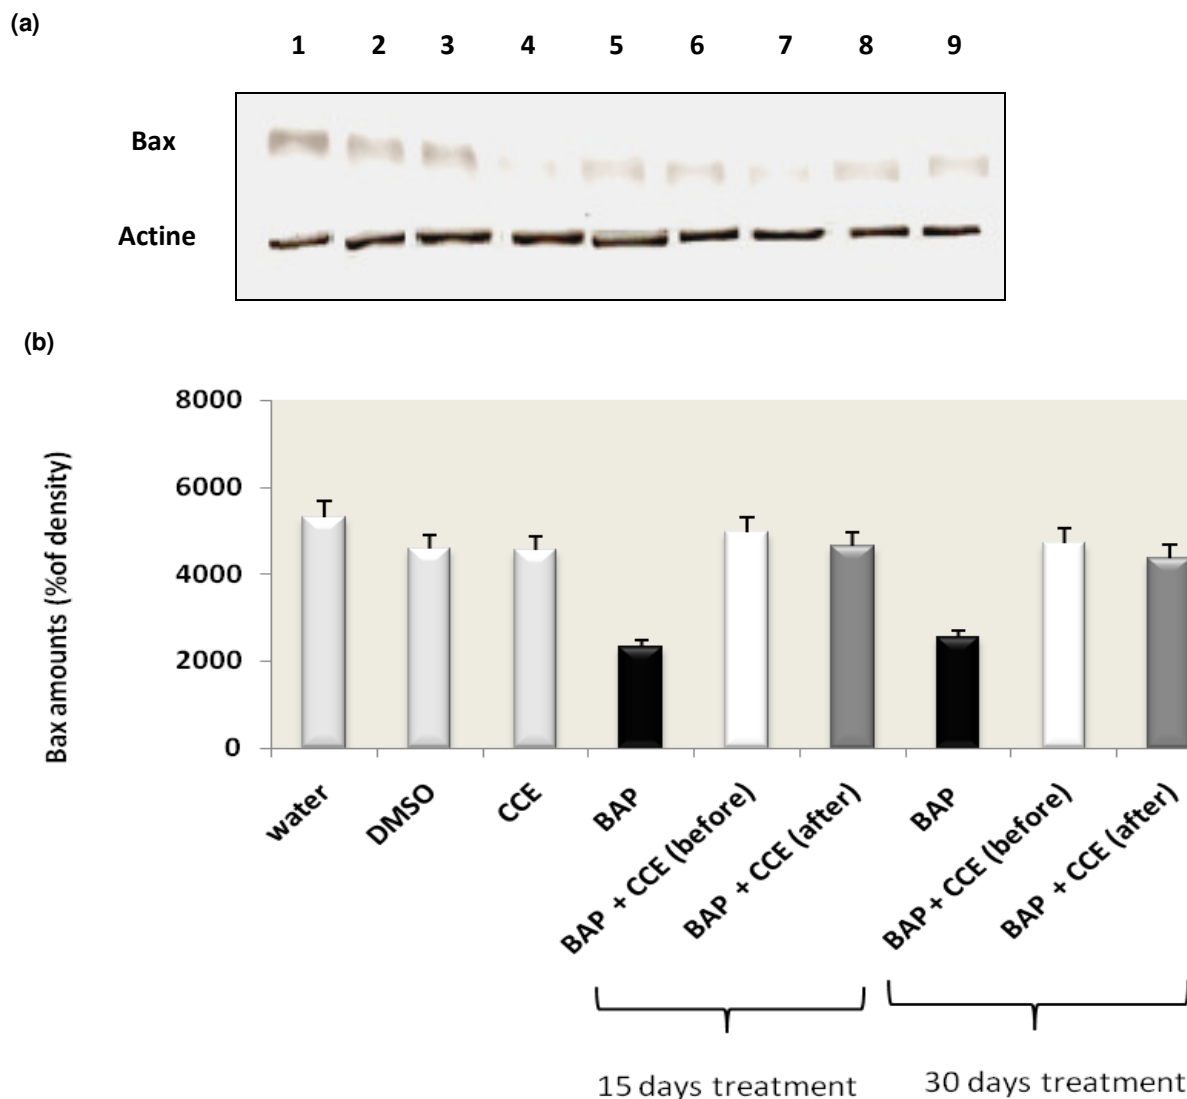 (a)
1 2 3 4 5 6 7 8 9
Bax
Actine
(b)
Bax amounts (%of density)
8000
6000
4000
2000
0
water
DMSO
CCE
BAP
BAP + CCE (before)
BAP + CCE (after)
BAP
BAP + CCE (before)
BAP + CCE (after)
15 days treatment
30 days treatment